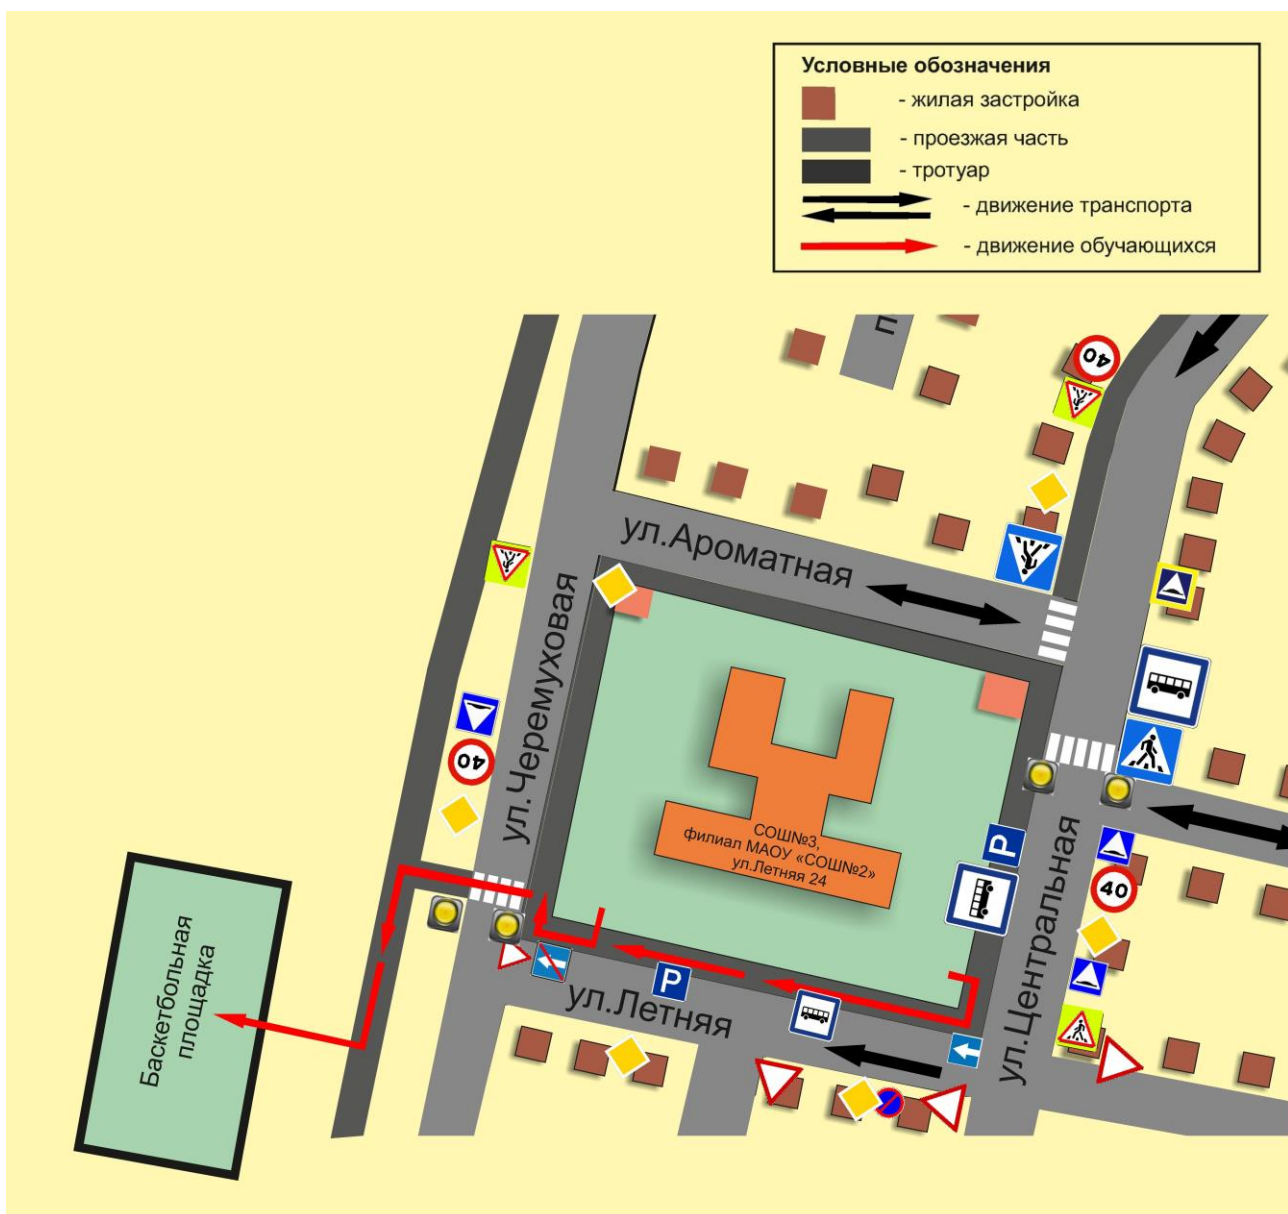 Условные обозначения
- жилая застройка
- проезжая часть
- тротуар
- движение транспорта
- движение обучающихся
п
40
ул.Ароматная
ул.Черемуховая
40
СОШ№3,
филиал МАОУ «СОШ№2»
ул.Летняя 24
P
40
ул.Центральная
P
ул.Летняя
Баскетбольная
площадка